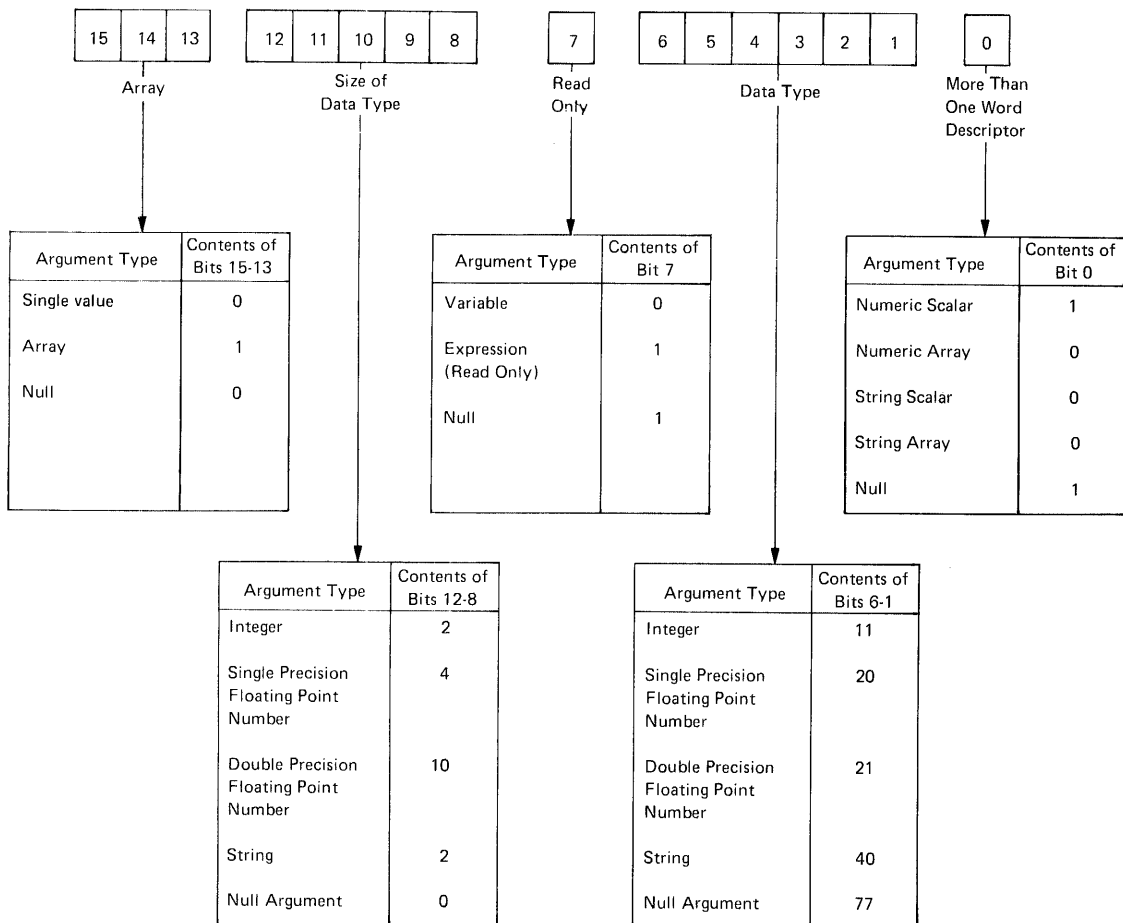 15 14 13 12 11 10 9 8 7 6 5 4 3 2 1 0
Array
Size of
Data Type
Read
Only
Data Type
More Than
One Word
Descriptor
Argument Type Contents of
Bits 15-13
Single value 0
Array 1
Null 0
Argument Type Contents of
Bit 7
Variable 0
Expression 1
(Read Only)
Null 1
Argument Type Contents of
Bit 0
Numeric Scalar 1
Numeric Array 0
String Scalar 0
String Array 0
Null 1
Argument Type Contents of
Bits 12-8
Integer 2
Single Precision 4
Floating Point
Number
Double Precision 10
Floating Point
Number
String 2
Null Argument 0
Argument Type Contents of
Bits 6-1
Integer 11
Single Precision 20
Floating Point
Number
Double Precision 21
Floating Point
Number
String 40
Null Argument 77